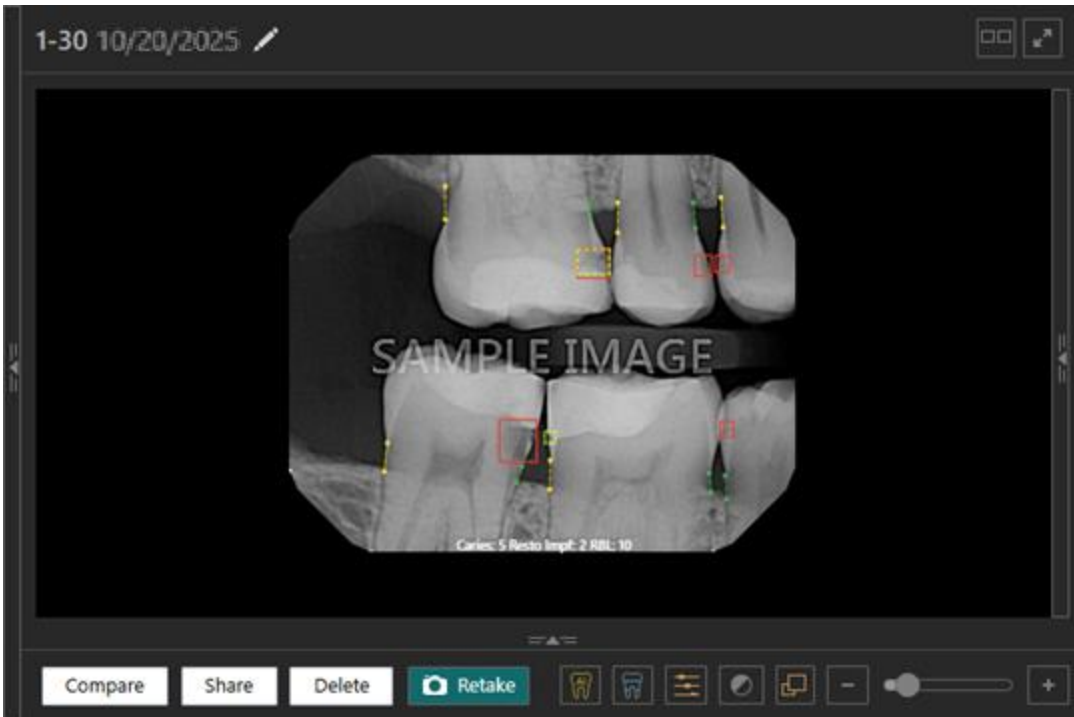 1-30 10/20/2025
SAMPLE IMAGE
Caries: 5 Resto Impf: 2 RBL: 10
Compare Share Delete Retake